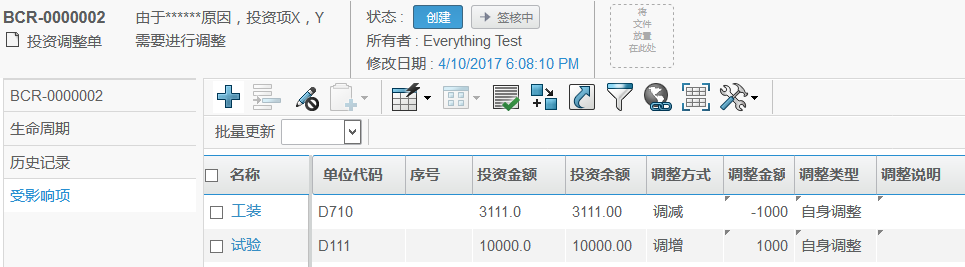 BCR-0000002
投资调整单
由于******原因，投资项X，Y
需要进行调整
状态 : 创建 签核中
所有者 : Everything Test
修改日期 : 4/10/2017 6:08:10 PM
将
文件
放置
在此处
BCR-0000002
生命周期
历史记录
受影响项
批量更新
名称 单位代码 序号 投资金额 投资余额 调整方式 调整金额 调整类型 调整说明
工装 D710 3111.0 3111.00 调减 -1000 自身调整
试验 D111 10000.0 10000.00 调增 1000 自身调整